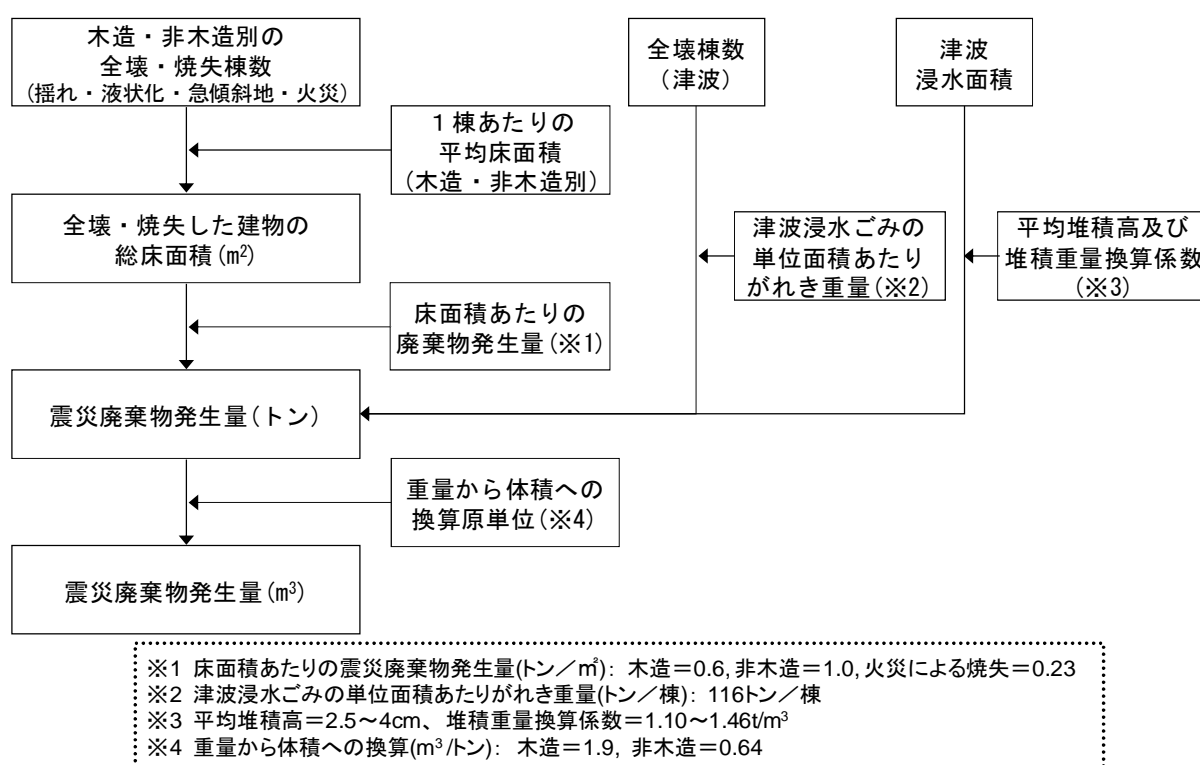 木造・非木造別の
全壊・焼失棟数
(揺れ・液状化・急傾斜地・火災)
全壊棟数
(津波)
津波
浸水面積
1棟あたりの
平均床面積
(木造・非木造別)
全壊・焼失した建物の
総床面積(m²)
津波浸水ごみの
単位面積あたり
がれき重量(※2)
平均堆積高及び
堆積重量換算係数
(※3)
床面積あたりの
廃棄物発生量(※1)
震災廃棄物発生量(トン)
重量から体積への
換算原単位(※4)
震災廃棄物発生量(m³)
※1 床面積あたりの震災廃棄物発生量(トン/㎡): 木造=0.6, 非木造=1.0, 火災による焼失=0.23
※2 津波浸水ごみの単位面積あたりがれき重量(トン/棟): 116トン/棟
※3 平均堆積高=2.5~4cm、 堆積重量換算係数=1.10~1.46t/m³
※4 重量から体積への換算(m³/トン): 木造=1.9, 非木造=0.64